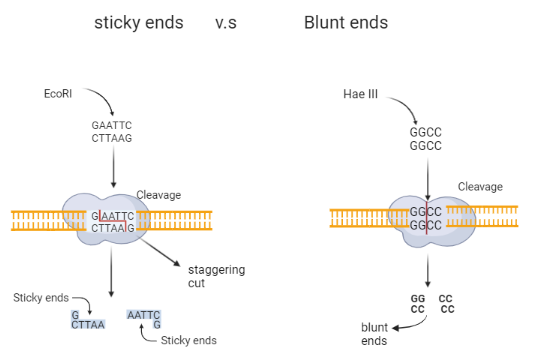 sticky ends v.s Blunt ends
EcoRI
GAATTC
CTTAAG
Cleavage
GAATTC
CTTAAG
staggering
cut
Sticky ends
G
CTTAA
AATTC
G
Sticky ends
Hae III
GGCC
GGCC
Cleavage
GGCC
GGCC
GG CC
CC CC
blunt
ends